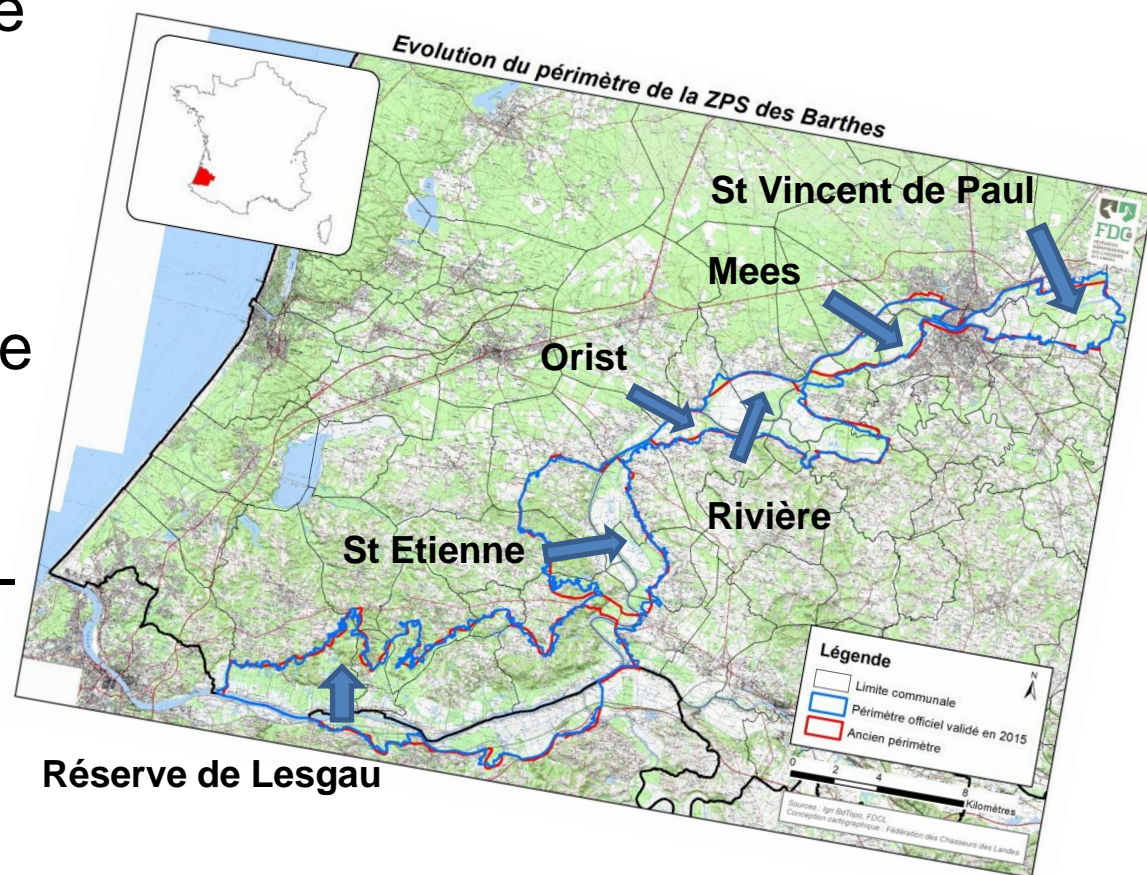 e
e
Evolution du périmètre de la ZPS des Barthes
St Vincent de Paul
FDC
Mees
Orist
Rivière
St Etienne
Réserve de Lesgau
Légende
N
Limite communale
Périmètre officiel validé en 2015
Ancien périmètre
0 2 4 8
Kilomètres
Sources : Ign BdTopo, FDCL
Conception cartographique : Fédération des Chasseurs des Landes